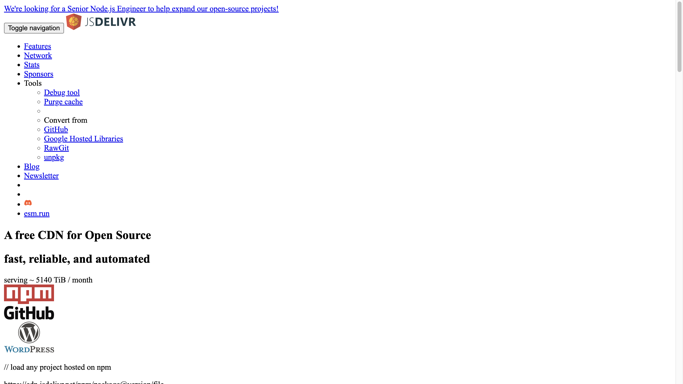 We're looking for a Senior Node.js Engineer to help expand our open-source projects!
Toggle navigation JSDELIVR
Features
Network
Stats
Sponsors
Tools
Debug tool
Purge cache
Convert from
GitHub
Google Hosted Libraries
RawGit
unpkg
Blog
Newsletter
esm.run
A free CDN for Open Source
fast, reliable, and automated
serving ~ 5140 TiB / month
npm
GitHub
WORDPRESS
// load any project hosted on npm